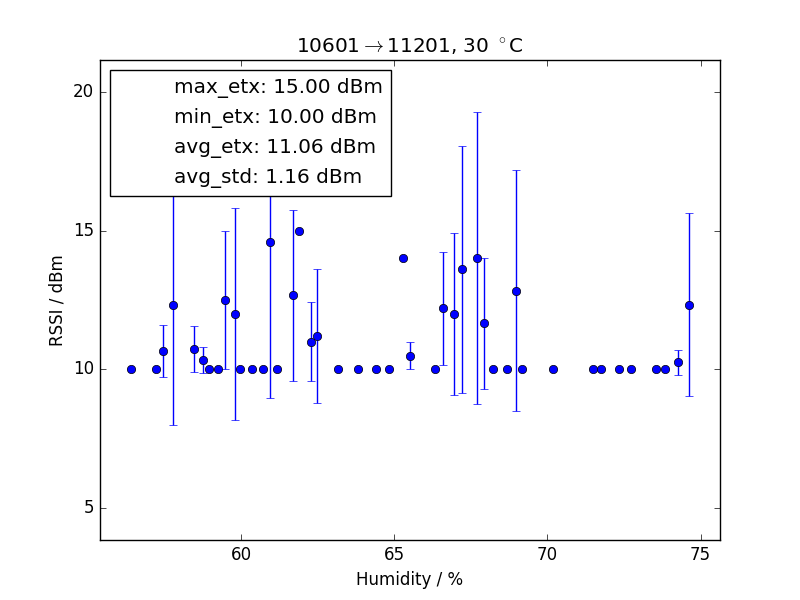 10601→11201, 30 °C
max_etx: 15.00 dBm
min_etx: 10.00 dBm
avg_etx: 11.06 dBm
avg_std: 1.16 dBm
RSSI / dBm
20
15
10
5
60 65 70 75
Humidity / %